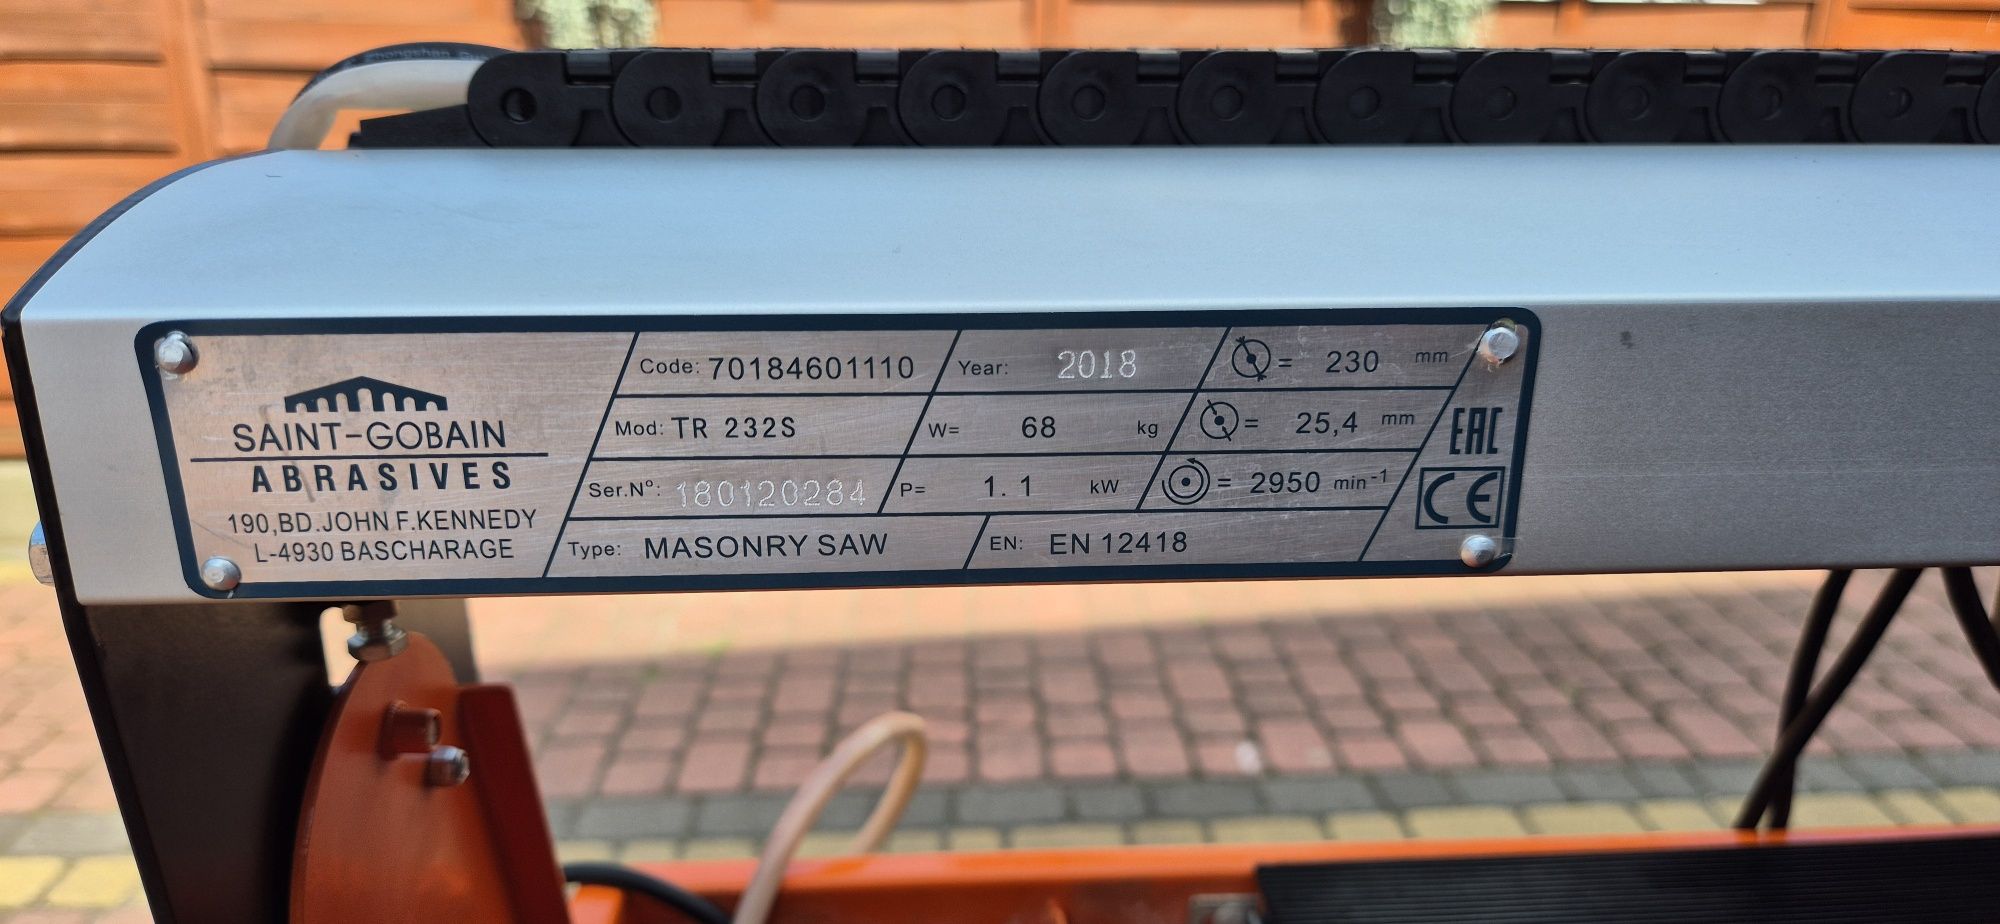 SAINT-GOBAIN
ABRASIVES
190,BD.JOHN F.KENNEDY
L-4930 BASCHARAGE
Code: 70184601110
Year: 2018
= 230 mm
Mod: TR 232S
W= 68 kg
= 25,4 mm
Ser.Nº: 180120284
P= 1.1 kW
= 2950 min-1
Type: MASONRY SAW
EN: EN 12418
EAC
CE